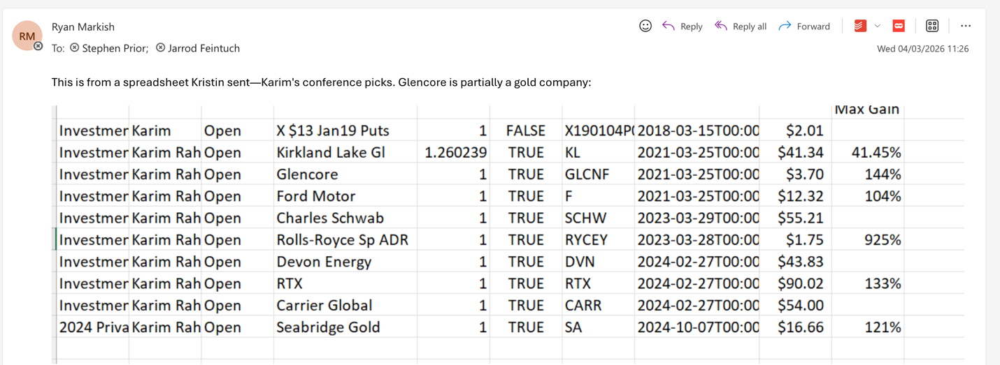 Ryan Markish
Reply Reply all Forward
RM
To: Stephen Prior; Jarrod Feintuch
Wed 04/03/2026 11:26
This is from a spreadsheet Kristin sent—Karim's conference picks. Glencore is partially a gold company:
Max Gain
Investmer Karim Open X $13 Jan19 Puts 1 FALSE X190104P( 2018-03-15T00:00 $2.01
Investmer Karim Rah Open Kirkland Lake Gl 1.260239 TRUE KL 2021-03-25T00:00 $41.34 41.45%
Investmer Karim Rah Open Glencore 1 TRUE GLCNF 2021-03-25T00:00 $3.70 144%
Investmer Karim Rah Open Ford Motor 1 TRUE F 2021-03-25T00:00 $12.32 104%
Investmer Karim Rah Open Charles Schwab 1 TRUE SCHW 2023-03-29T00:00 $55.21
Investmer Karim Rah Open Rolls-Royce Sp ADR 1 TRUE RYCEY 2023-03-28T00:00 $1.75 925%
Investmer Karim Rah Open Devon Energy 1 TRUE DVN 2024-02-27T00:00 $43.83
Investmer Karim Rah Open RTX 1 TRUE RTX 2024-02-27T00:00 $90.02 133%
Investmer Karim Rah Open Carrier Global 1 TRUE CARR 2024-02-27T00:00 $54.00
2024 Priva Karim Rah Open Seabridge Gold 1 TRUE SA 2024-10-07T00:00 $16.66 121%